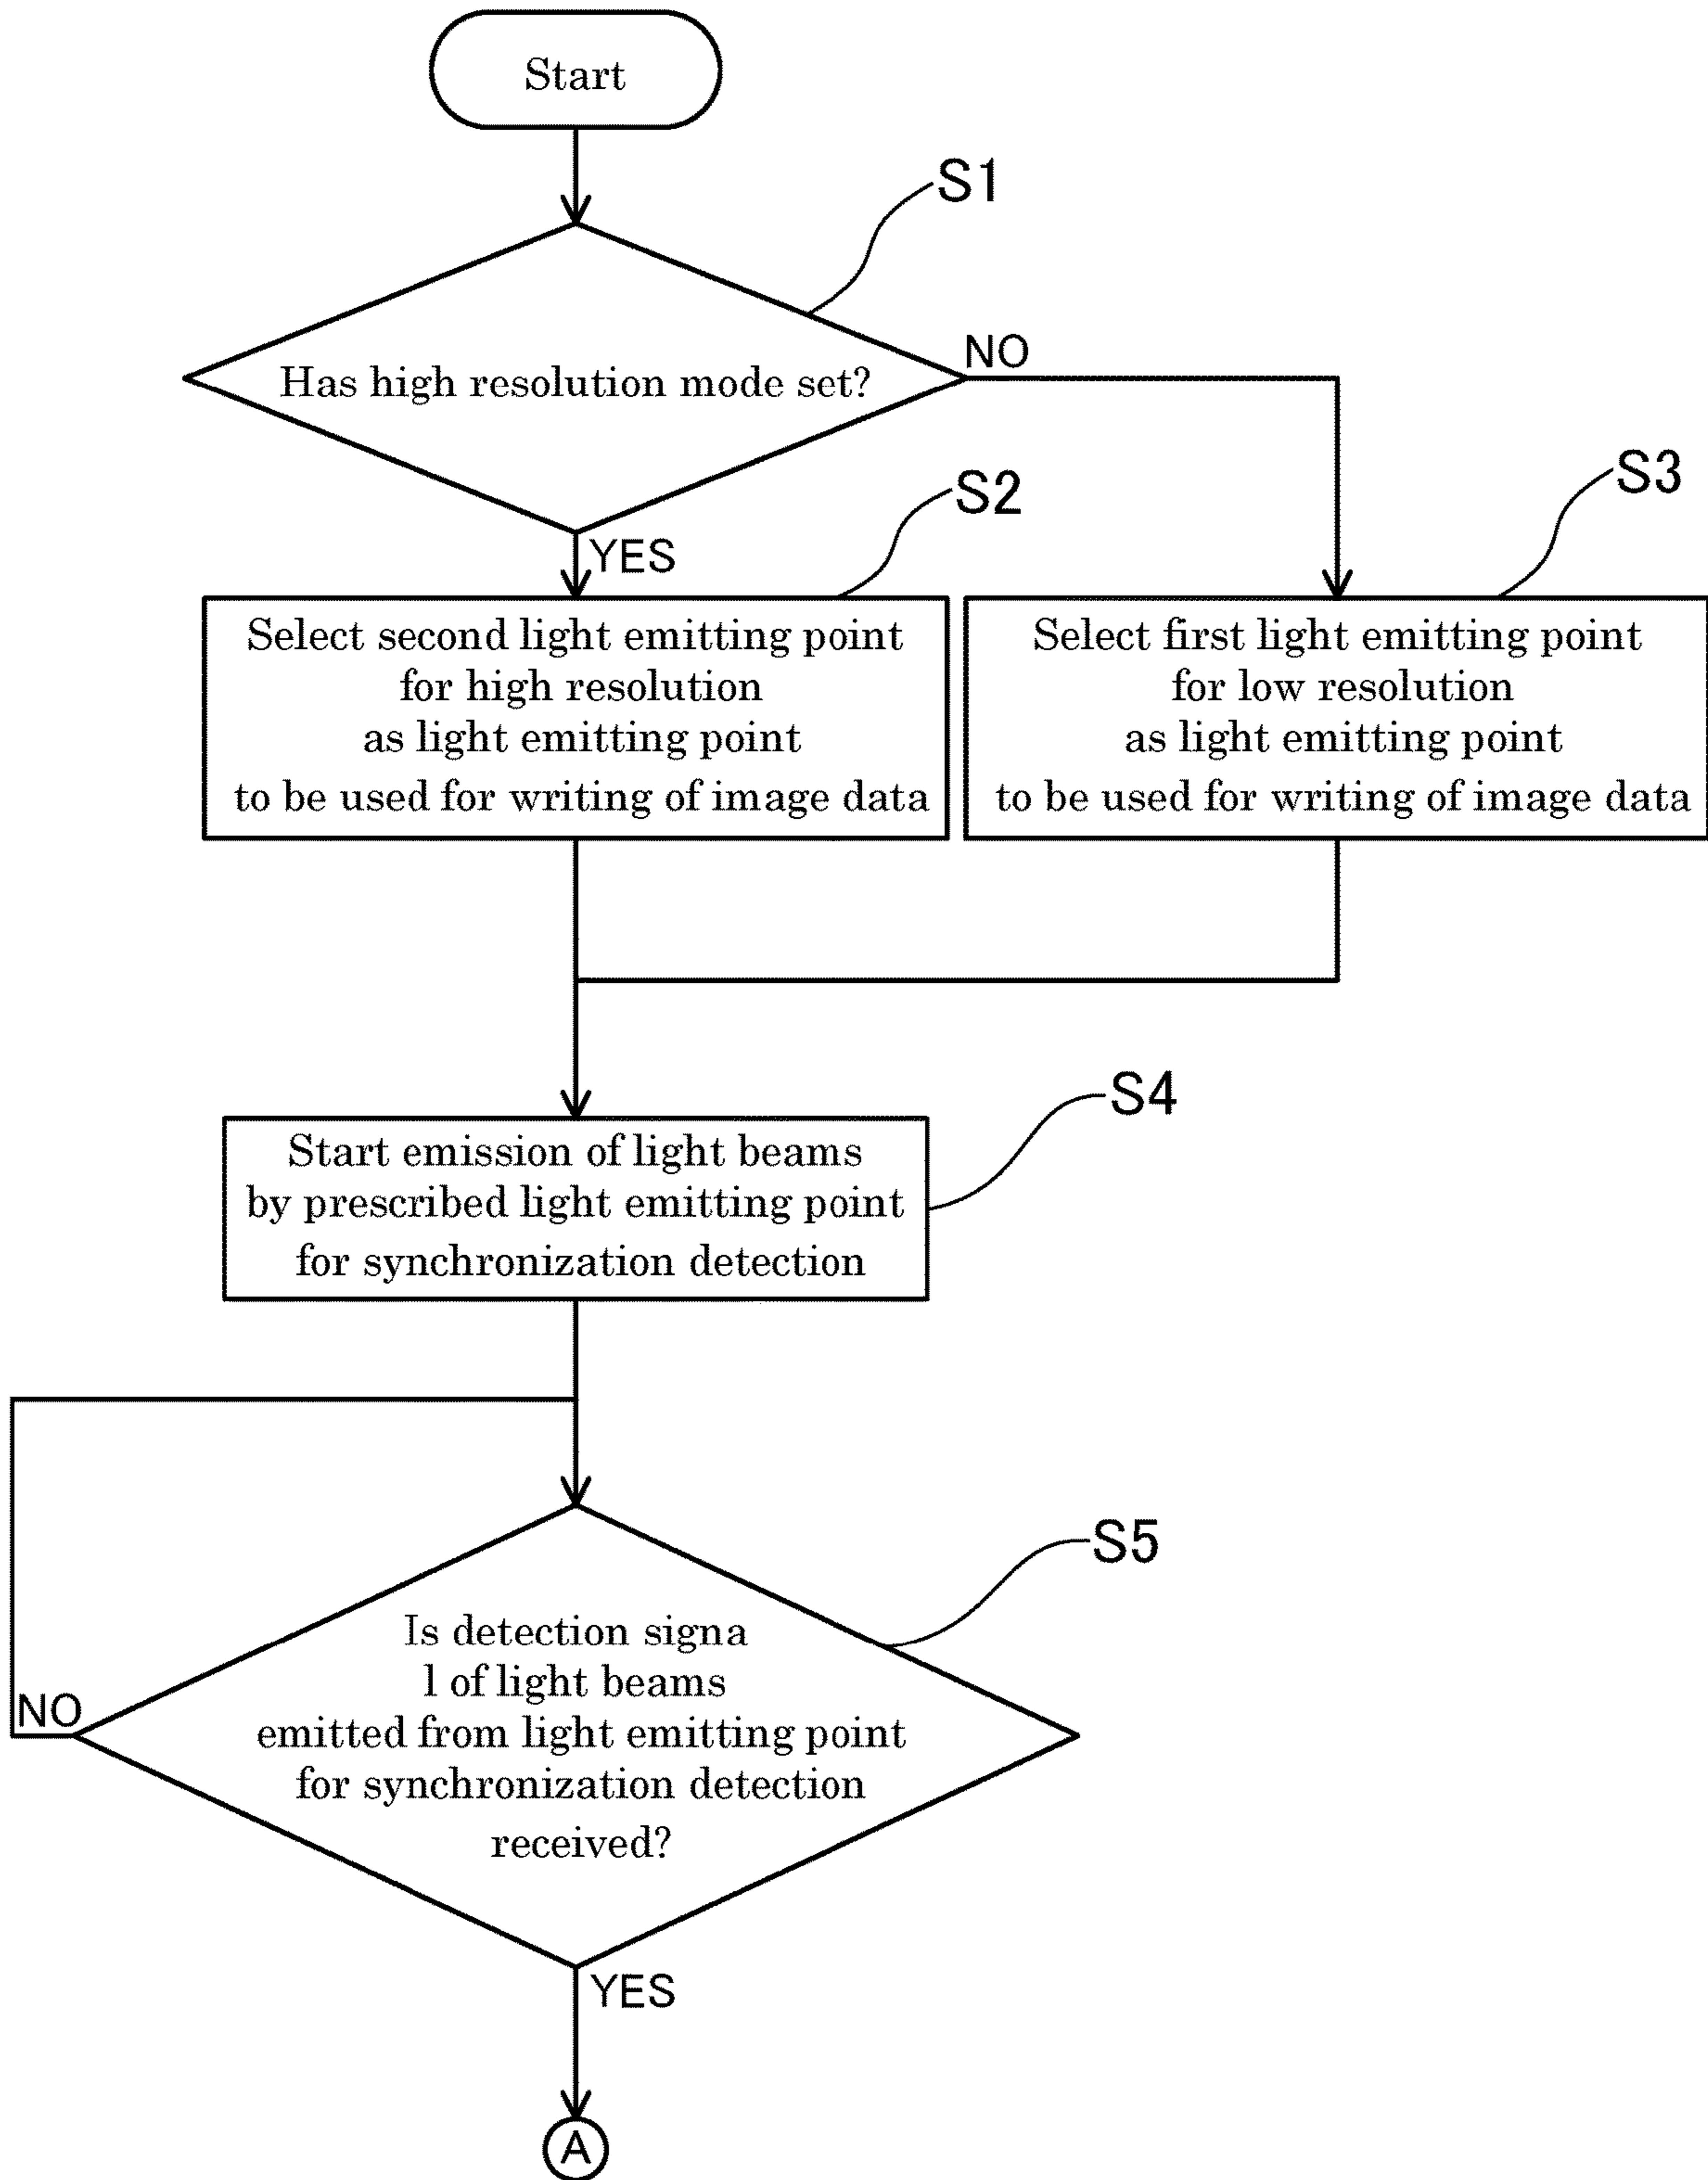 Start
S1
Has high resolution mode set?
NO
YES
S2
S3
Select second light emitting point
for high resolution
as light emitting point
to be used for writing of image data
Select first light emitting point
for low resolution
as light emitting point
to be used for writing of image data
S4
Start emission of light beams
by prescribed light emitting point
for synchronization detection
S5
Is detection signa
l of light beams
emitted from light emitting point
for synchronization detection
received?
NO
YES
A